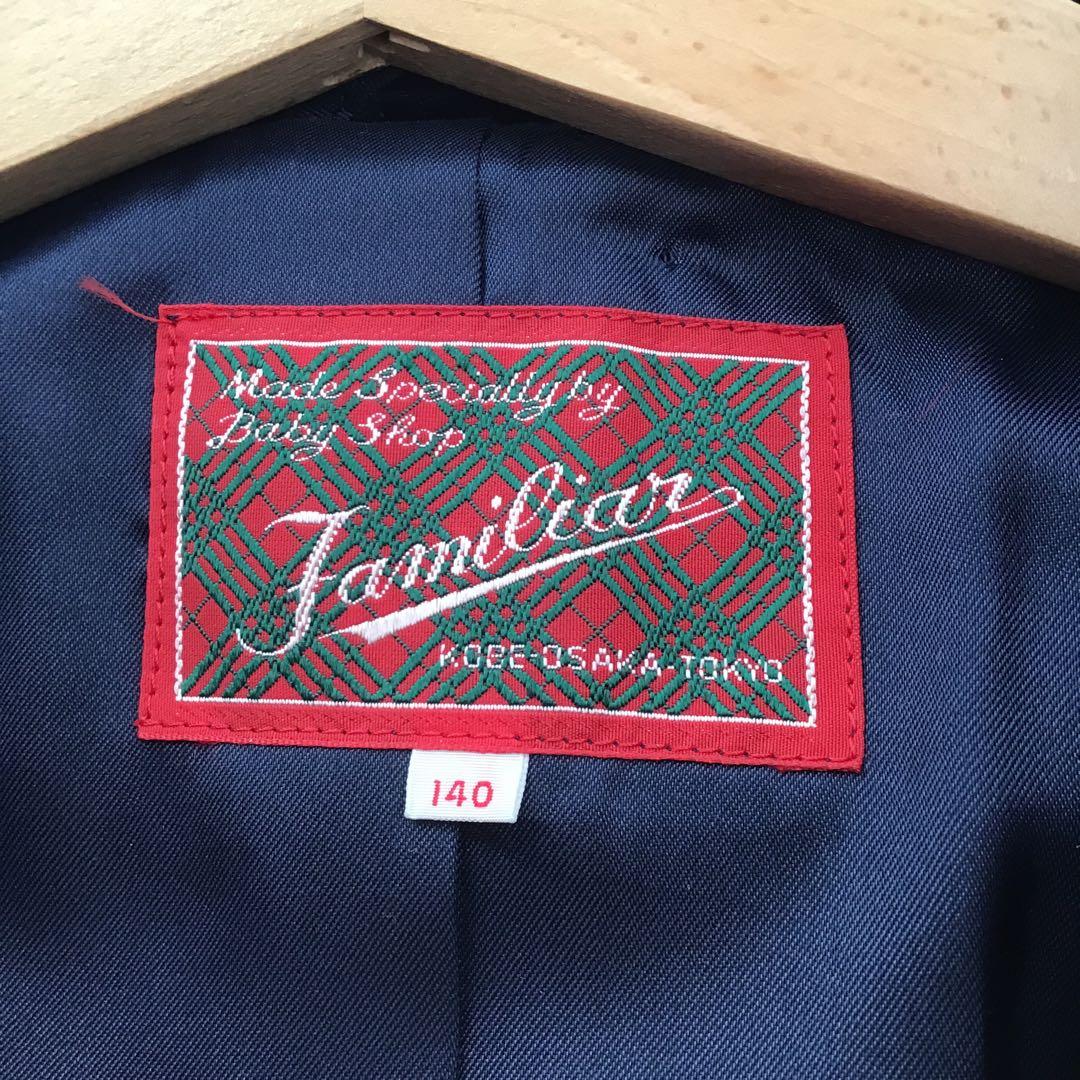 Made Specially by
Baby Shop
Familiar
KOBE-OSAKA-TOKYO
140